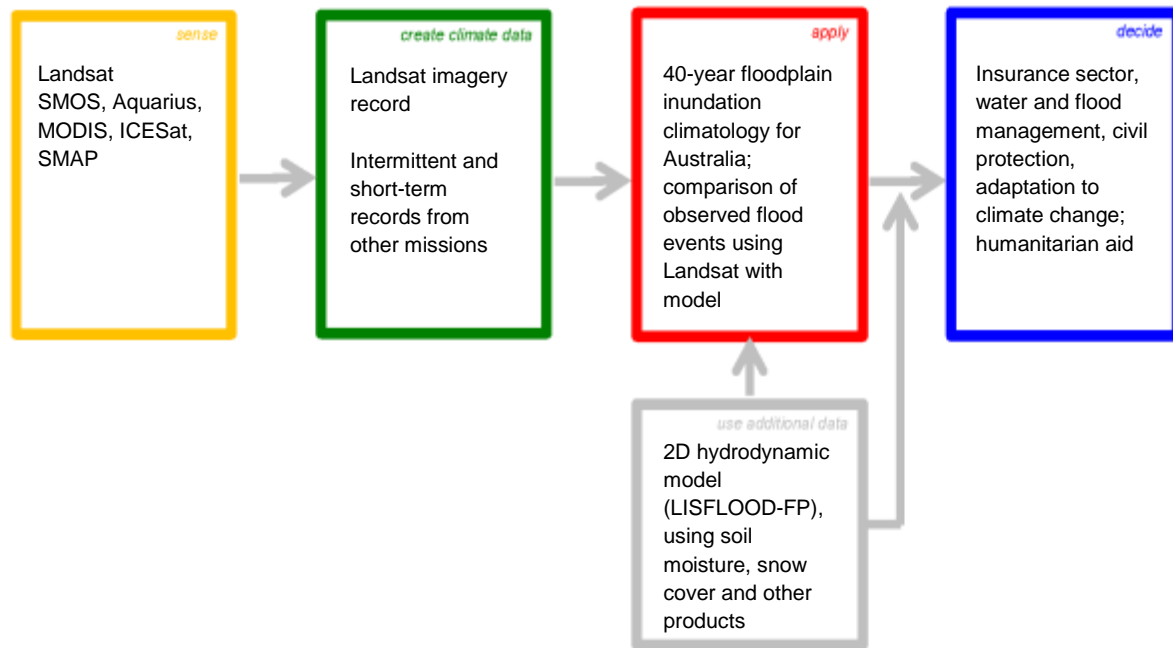 sense
Landsat
SMOS, Aquarius,
MODIS, ICESat,
SMAP
create climate data
Landsat imagery
record
Intermittent and
short-term
records from
other missions
apply
40-year floodplain
inundation
climatology for
Australia;
comparison of
observed flood
events using
Landsat with
model
decide
Insurance sector,
water and flood
management, civil
protection,
adaptation to
climate change;
humanitarian aid
use additional data
2D hydrodynamic
model
(LISFLOOD-FP),
using soil
moisture, snow
cover and other
products